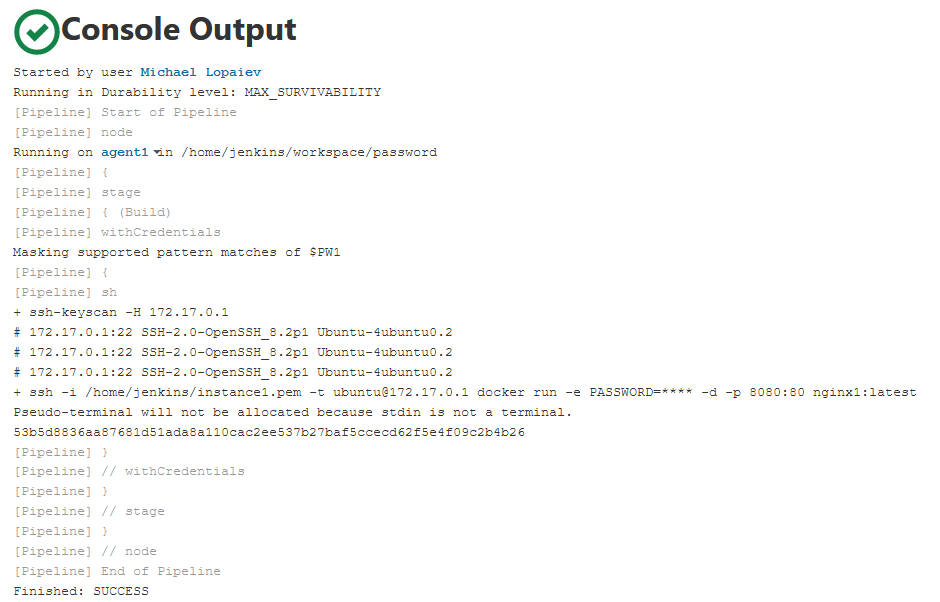 Console Output
Started by user Michael Lopaiev
Running in Durability level: MAX_SURVIVABILITY
[Pipeline] Start of Pipeline
[Pipeline] node
Running on agent1 in /home/jenkins/workspace/password
[Pipeline] {
[Pipeline] stage
[Pipeline] { (Build)
[Pipeline] withCredentials
Masking supported pattern matches of $PW1
[Pipeline] {
[Pipeline] sh
+ ssh-keyscan -H 172.17.0.1
# 172.17.0.1:22 SSH-2.0-OpenSSH_8.2p1 Ubuntu-4ubuntu0.2
# 172.17.0.1:22 SSH-2.0-OpenSSH_8.2p1 Ubuntu-4ubuntu0.2
# 172.17.0.1:22 SSH-2.0-OpenSSH_8.2p1 Ubuntu-4ubuntu0.2
+ ssh -i /home/jenkins/instance1.pem -t ubuntu@172.17.0.1 docker run -e PASSWORD=**** -d -p 8080:80 nginx1:latest
Pseudo-terminal will not be allocated because stdin is not a terminal.
53b5d8836aa87681d51ada8a110cac2ee537b27baf5ccecd62f5e4f09c2b4b26
[Pipeline] }
[Pipeline] // withCredentials
[Pipeline] }
[Pipeline] // stage
[Pipeline] }
[Pipeline] // node
[Pipeline] End of Pipeline
Finished: SUCCESS